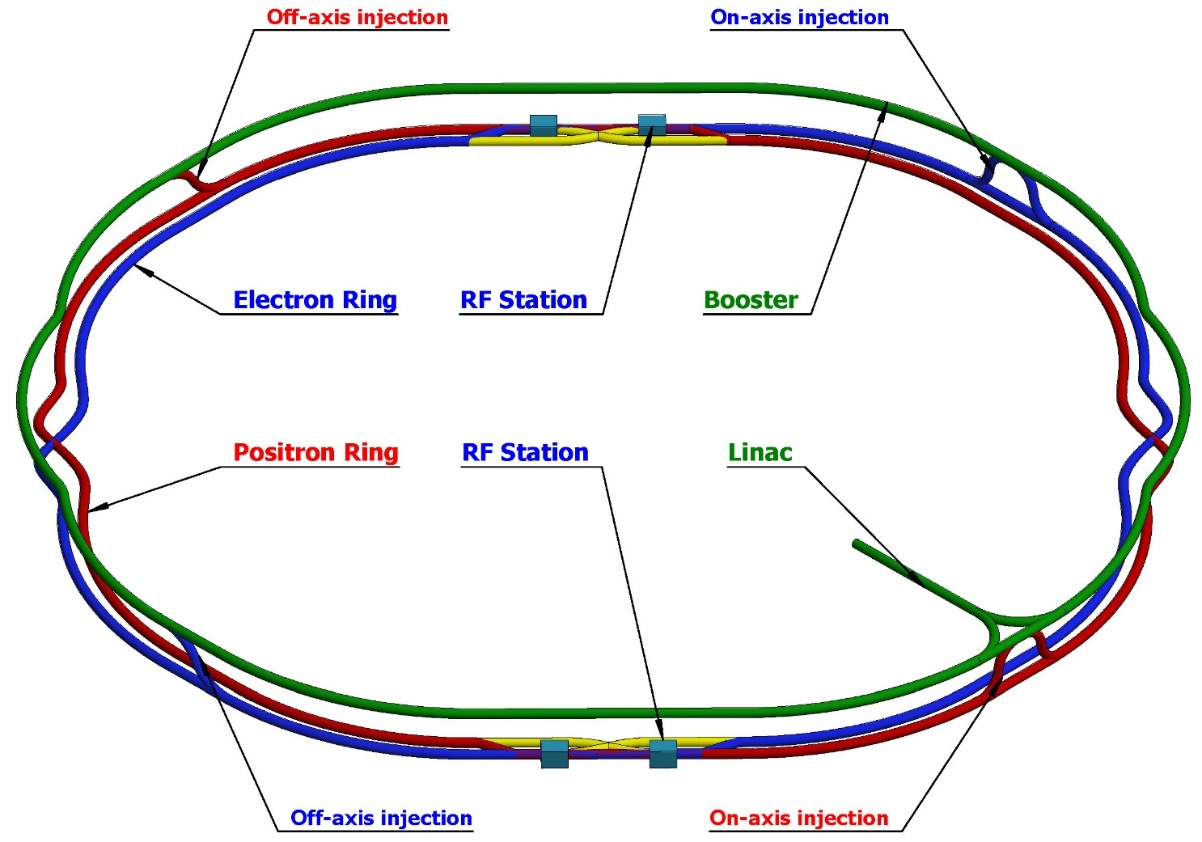 Off-axis injection
On-axis injection
Electron Ring
RF Station
Booster
Positron Ring
RF Station
Linac
Off-axis injection
On-axis injection